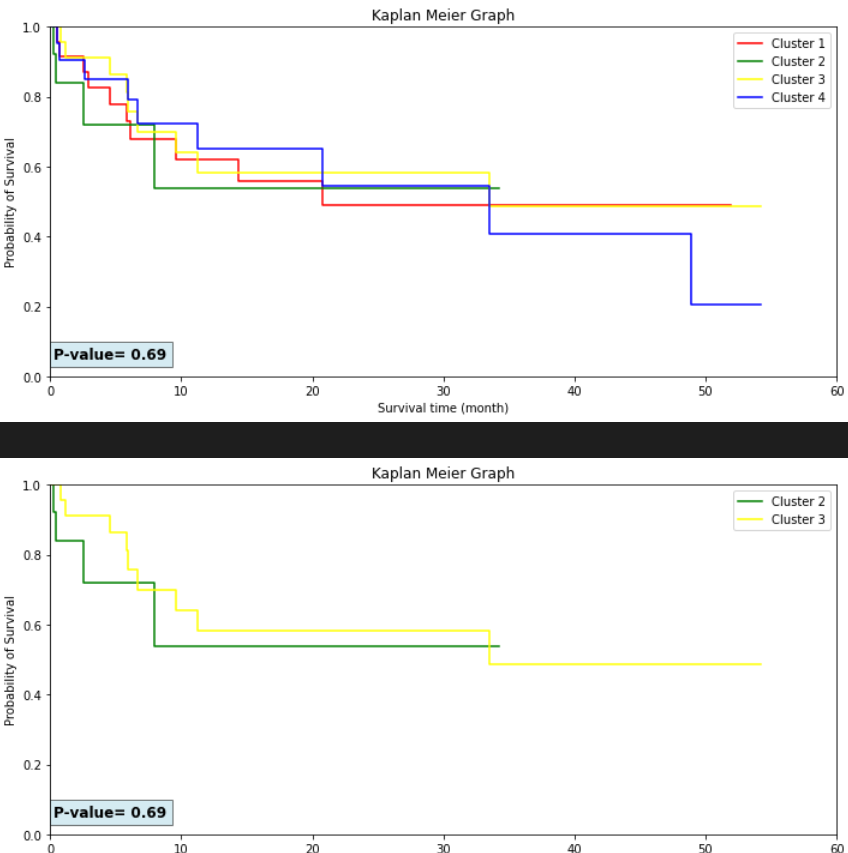 Kaplan Meier Graph
1.0
0.8
0.6
0.4
0.2
0.0
Probability of Survival
Cluster 1
Cluster 2
Cluster 3
Cluster 4
P-value= 0.69
0 10 20 30 40 50 60
Survival time (month)
Kaplan Meier Graph
1.0
0.8
0.6
0.4
0.2
0.0
Probability of Survival
Cluster 2
Cluster 3
P-value= 0.69
0 10 20 30 40 50 60